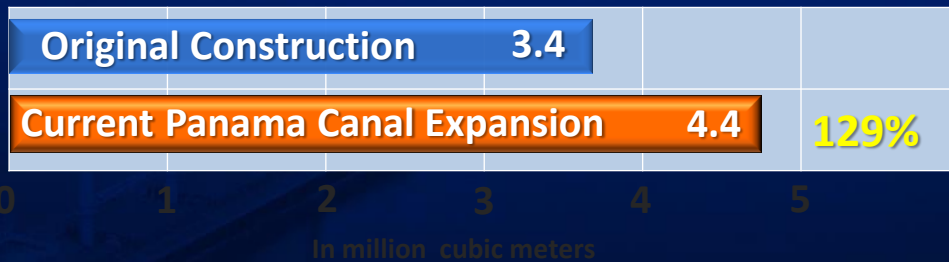 Original Construction 3.4
Current Panama Canal Expansion 4.4 129%
0 1 2 3 4 5
In million cubic meters